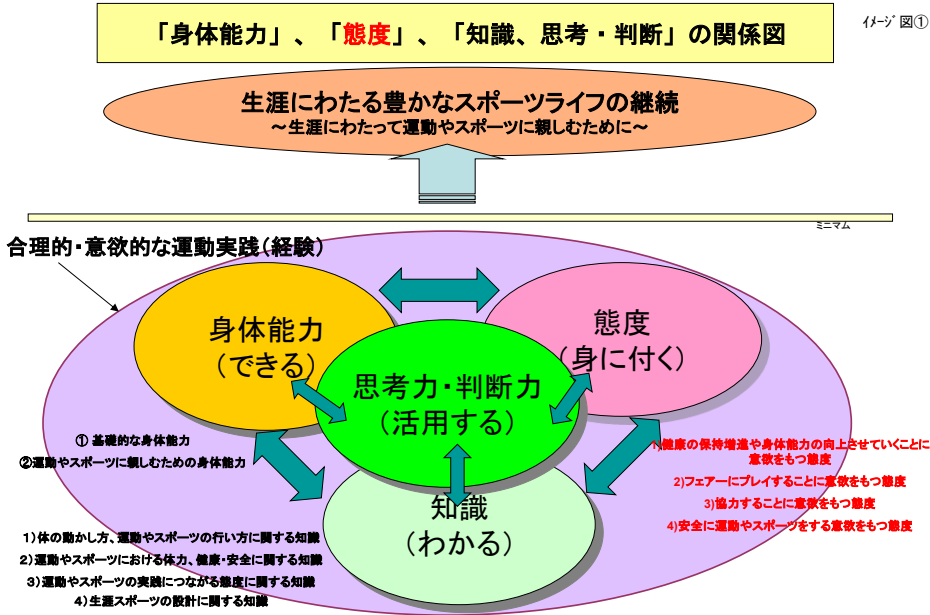 「身体能力」、「態度」、「知識、思考・判断」の関係図
ｲﾒｰｼﾞ図①
生涯にわたる豊かなスポーツライフの継続
～生涯にわたって運動やスポーツに親しむために～
ミニマム
合理的・意欲的な運動実践（経験）
身体能力
（できる）
態度
（身に付く）
思考力・判断力
（活用する）
① 基礎的な身体能力
②運動やスポーツに親しむための身体能力
1)健康の保持増進や身体能力の向上させていくことに
意欲をもつ態度
2)フェアーにプレイすることに意欲をもつ態度
3)協力することに意欲をもつ態度
4)安全に運動やスポーツをする意欲をもつ態度
知識
（わかる）
1)体の動かし方、運動やスポーツの行い方に関する知識
2)運動やスポーツにおける体力、健康・安全に関する知識
3)運動やスポーツの実践につながる態度に関する知識
4)生涯スポーツの設計に関する知識